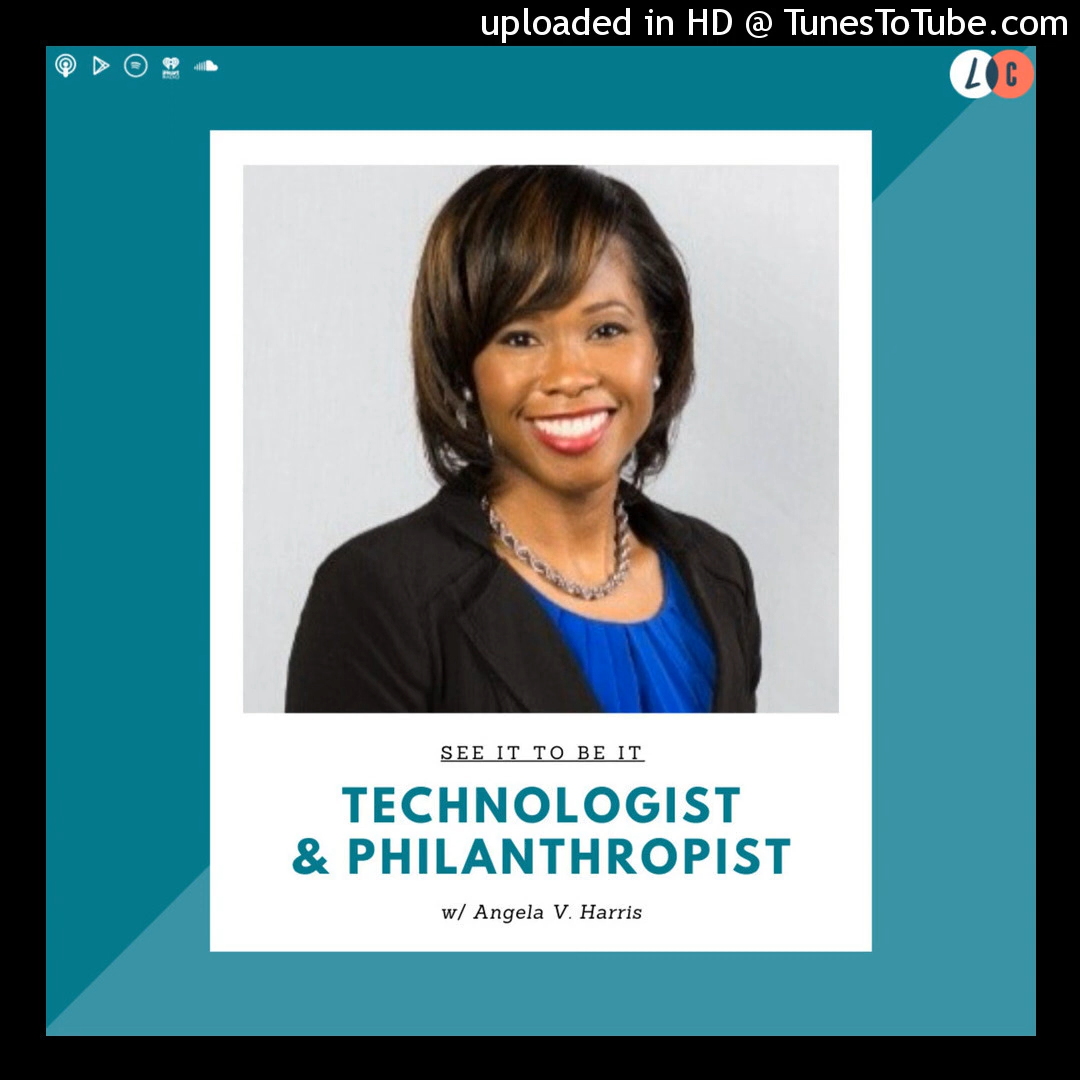 uploaded in HD @ TunesToTube.com
L C
SEE IT TO BE IT
TECHNOLOGIST
& PHILANTHROPIST
w/ Angela V. Harris